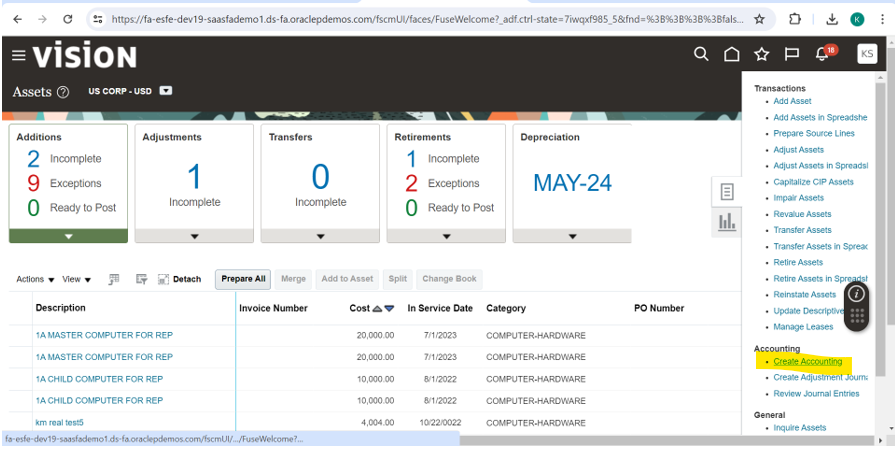 https://fa-esfe-dev19-saasfademo1.ds-fa.oraclepdemos.com/fscmUI/faces/FuseWelcome?_adf.ctrl-state=7iwqxf985_5&fnd=%3B%3B%3B%3Bfals...
K
VISION
18
KS
Assets
US CORP - USD
Additions
2 Incomplete
9 Exceptions
0 Ready to Post
Adjustments
1
Incomplete
Transfers
0
Incomplete
Retirements
1 Incomplete
2 Exceptions
0 Ready to Post
Depreciation
MAY-24
Actions View Detach Prepare All Merge Add to Asset Split Change Book
Description Invoice Number Cost In Service Date Category PO Number
1A MASTER COMPUTER FOR REP 20,000.00 7/1/2023 COMPUTER-HARDWARE
1A MASTER COMPUTER FOR REP 20,000.00 7/1/2023 COMPUTER-HARDWARE
1A CHILD COMPUTER FOR REP 10,000.00 8/1/2022 COMPUTER-HARDWARE
1A CHILD COMPUTER FOR REP 10,000.00 8/1/2022 COMPUTER-HARDWARE
km real test5 4,004.00 10/22/0022 COMPUTER-HARDWARE
Transactions
Add Asset
Add Assets in Spreadshe
Prepare Source Lines
Adjust Assets
Adjust Assets in Spreads
Capitalize CIP Assets
Impair Assets
Revalue Assets
Transfer Assets
Transfer Assets in Spread
Retire Assets
Retire Assets in Spreadsh
Reinstate Assets
Update Descriptive
Manage Leases
Accounting
Create Accounting
Create Adjustment Journa
Review Journal Entries
General
Inquire Assets
fa-esfe-dev19-saasfademo1.ds-fa.oraclepdemos.com/fscmUI/.../FuseWelcome?...